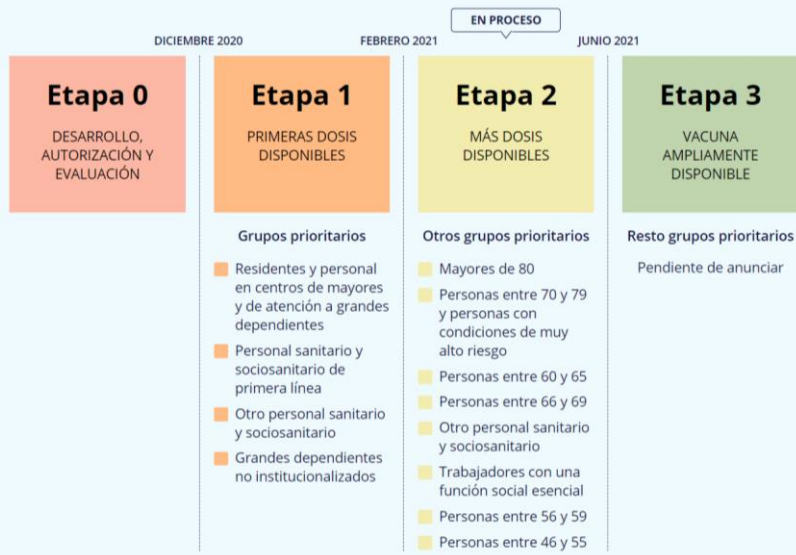 EN PROCESO
DICIEMBRE 2020
FEBRERO 2021
JUNIO 2021
Etapa 0
DESARROLLO,
AUTORIZACIÓN Y
EVALUACIÓN
Etapa 1
PRIMERAS DOSIS
DISPONIBLES
Grupos prioritarios
Residentes y personal
en centros de mayores
y de atención a grandes
dependientes
Personal sanitario y
sociosanitario de
primera línea
Otro personal sanitario
y sociosanitario
Grandes dependientes
no institucionalizados
Etapa 2
MÁS DOSIS
DISPONIBLES
Otros grupos prioritarios
Mayores de 80
Personas entre 70 y 79
y personas con
condiciones de muy
alto riesgo
Personas entre 60 y 65
Personas entre 66 y 69
Otro personal sanitario
y sociosanitario
Trabajadores con una
función social esencial
Personas entre 56 y 59
Personas entre 46 y 55
Etapa 3
VACUNA
AMPLIAMENTE
DISPONIBLE
Resto grupos prioritarios
Pendiente de anunciar